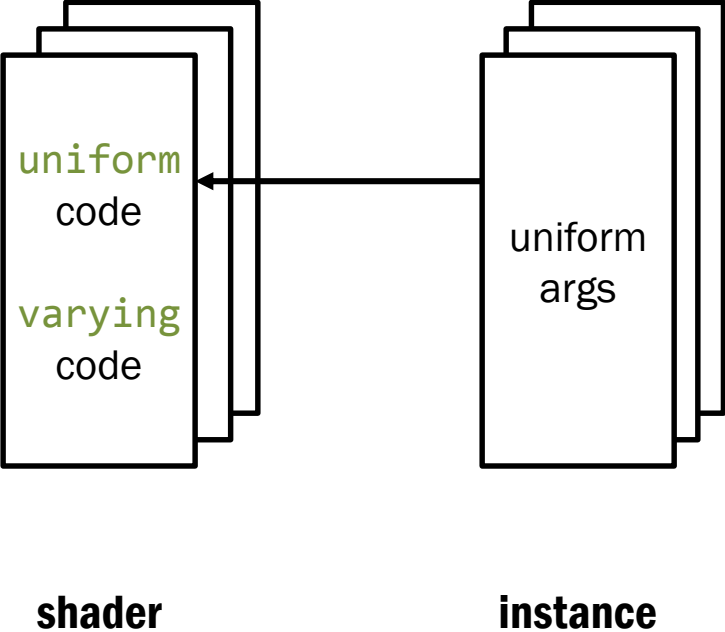 uniform
code
varying
code
uniform
args
shader
instance